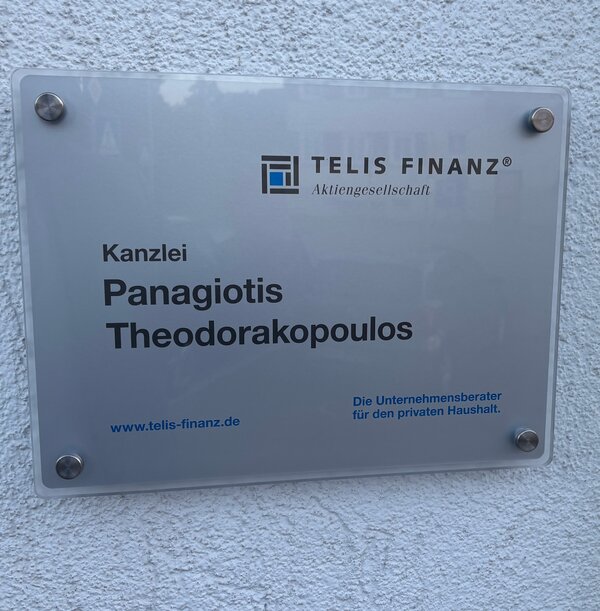 TELIS FINANZ®
Aktiengesellschaft
Kanzlei
Panagiotis
Theodorakopoulos
www.telis-finanz.de
Die Unternehmensberater
für den privaten Haushalt.